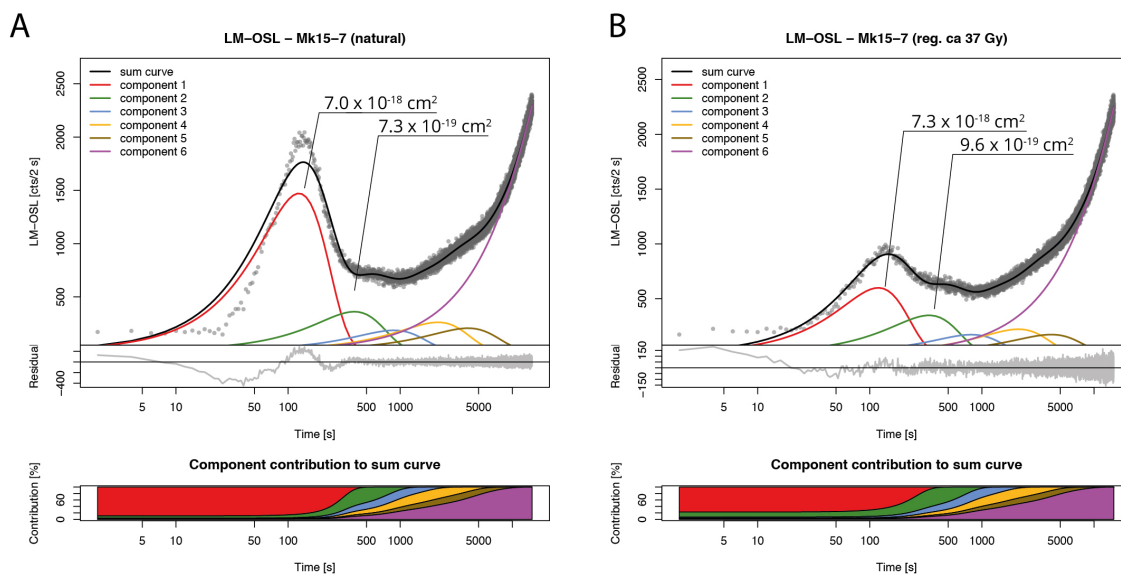 A
LM–OSL – Mk15–7 (natural)
LM–OSL [cts/2 s]
2500
2000
1500
1000
500
sum curve
component 1
component 2
component 3
component 4
component 5
component 6
7.0 x 10⁻¹⁸ cm²
7.3 x 10⁻¹⁹ cm²
Residual
−400
5 10 50 100 500 1000 5000
Time [s]
Component contribution to sum curve
Contribution [%]
60
0
5 10 50 100 500 1000 5000
Time [s]
B
LM–OSL – Mk15–7 (reg. ca 37 Gy)
LM–OSL [cts/2 s]
2500
2000
1500
1000
500
sum curve
component 1
component 2
component 3
component 4
component 5
component 6
7.3 x 10⁻¹⁸ cm²
9.6 x 10⁻¹⁹ cm²
Residual
150
−150
5 10 50 100 500 1000 5000
Time [s]
Component contribution to sum curve
Contribution [%]
60
0
5 10 50 100 500 1000 5000
Time [s]